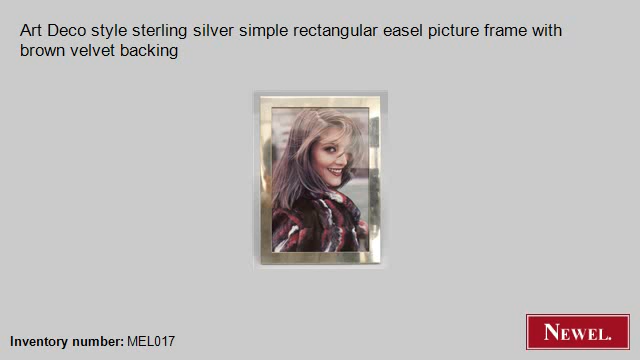 Art Deco style sterling silver simple rectangular easel picture frame with
brown velvet backing
Inventory number: MEL017
NEWEL.